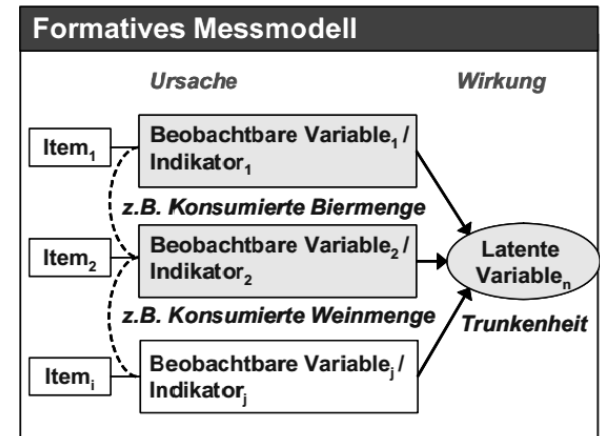 Formatives Messmodell
Ursache Wirkung
Item₁
Beobachtbare Variable₁ /
Indikator₁
z.B. Konsumierte Biermenge
Item₂
Beobachtbare Variable₂ /
Indikator₂
Latente
Variableₙ
z.B. Konsumierte Weinmenge
Trunkenheit
Itemᵢ
Beobachtbare Variableⱼ /
Indikatorⱼ